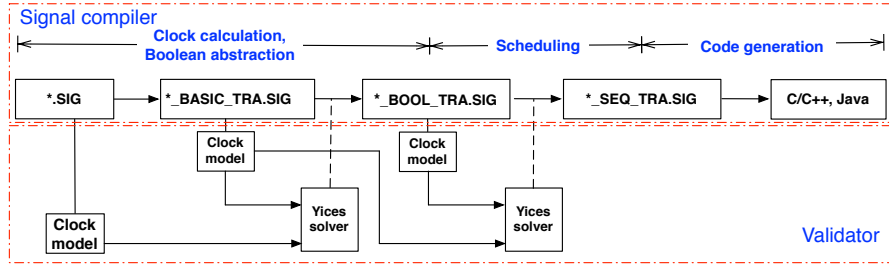 Signal compiler
Clock calculation,
Boolean abstraction
Scheduling
Code generation
*.SIG
*_BASIC_TRA.SIG
*_BOOL_TRA.SIG
*_SEQ_TRA.SIG
C/C++, Java
Clock
model
Clock
model
Clock
model
Yices
solver
Yices
solver
Validator